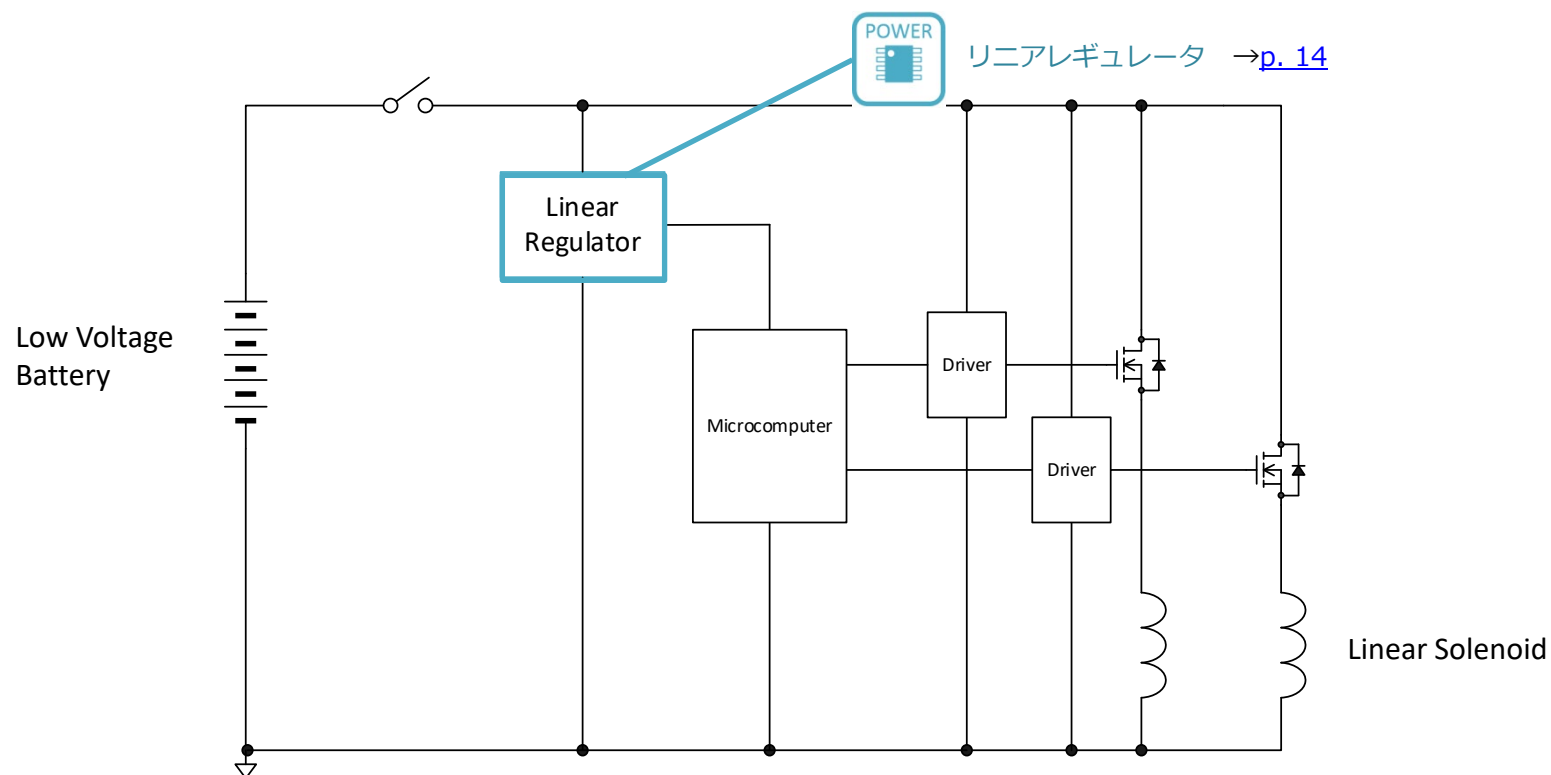 POWER
リニアレギュレータ →p. 14
Linear
Regulator
Low Voltage
Battery
Driver
Microcomputer
Driver
Linear Solenoid